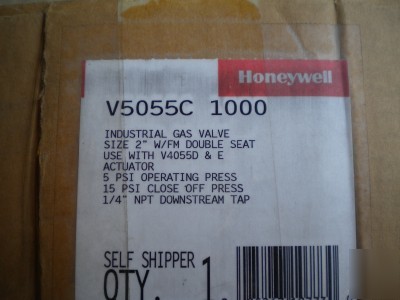 Honeywell
V5055C 1000
INDUSTRIAL GAS VALVE
SIZE 2" W/FM DOUBLE SEAT
USE WITH V4055D & E
ACTUATOR
5 PSI OPERATING PRESS
15 PSI CLOSE OFF PRESS
1/4" NPT DOWNSTREAM TAP
SELF SHIPPER
QTY. 1